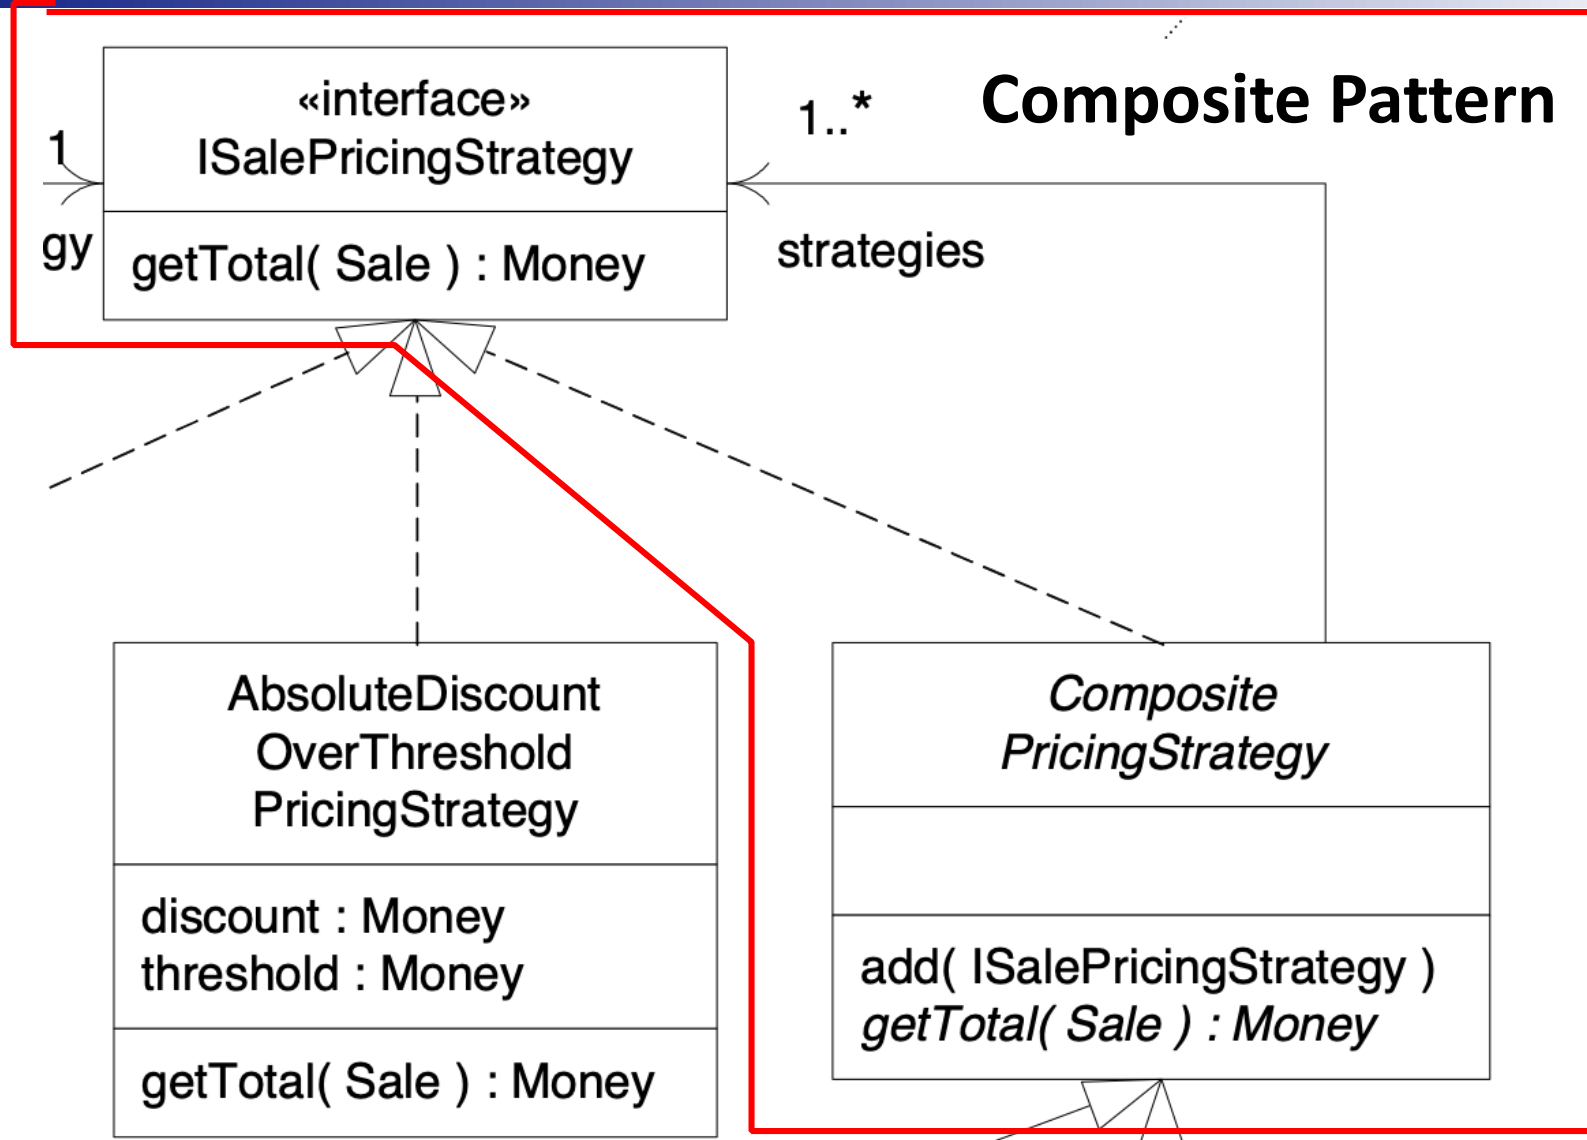 Composite Pattern
«interface»
ISalePricingStrategy
getTotal( Sale ) : Money
1
gy
1..*
strategies
AbsoluteDiscount
OverThreshold
PricingStrategy
discount : Money
threshold : Money
getTotal( Sale ) : Money
Composite
PricingStrategy
add( ISalePricingStrategy )
getTotal( Sale ) : Money